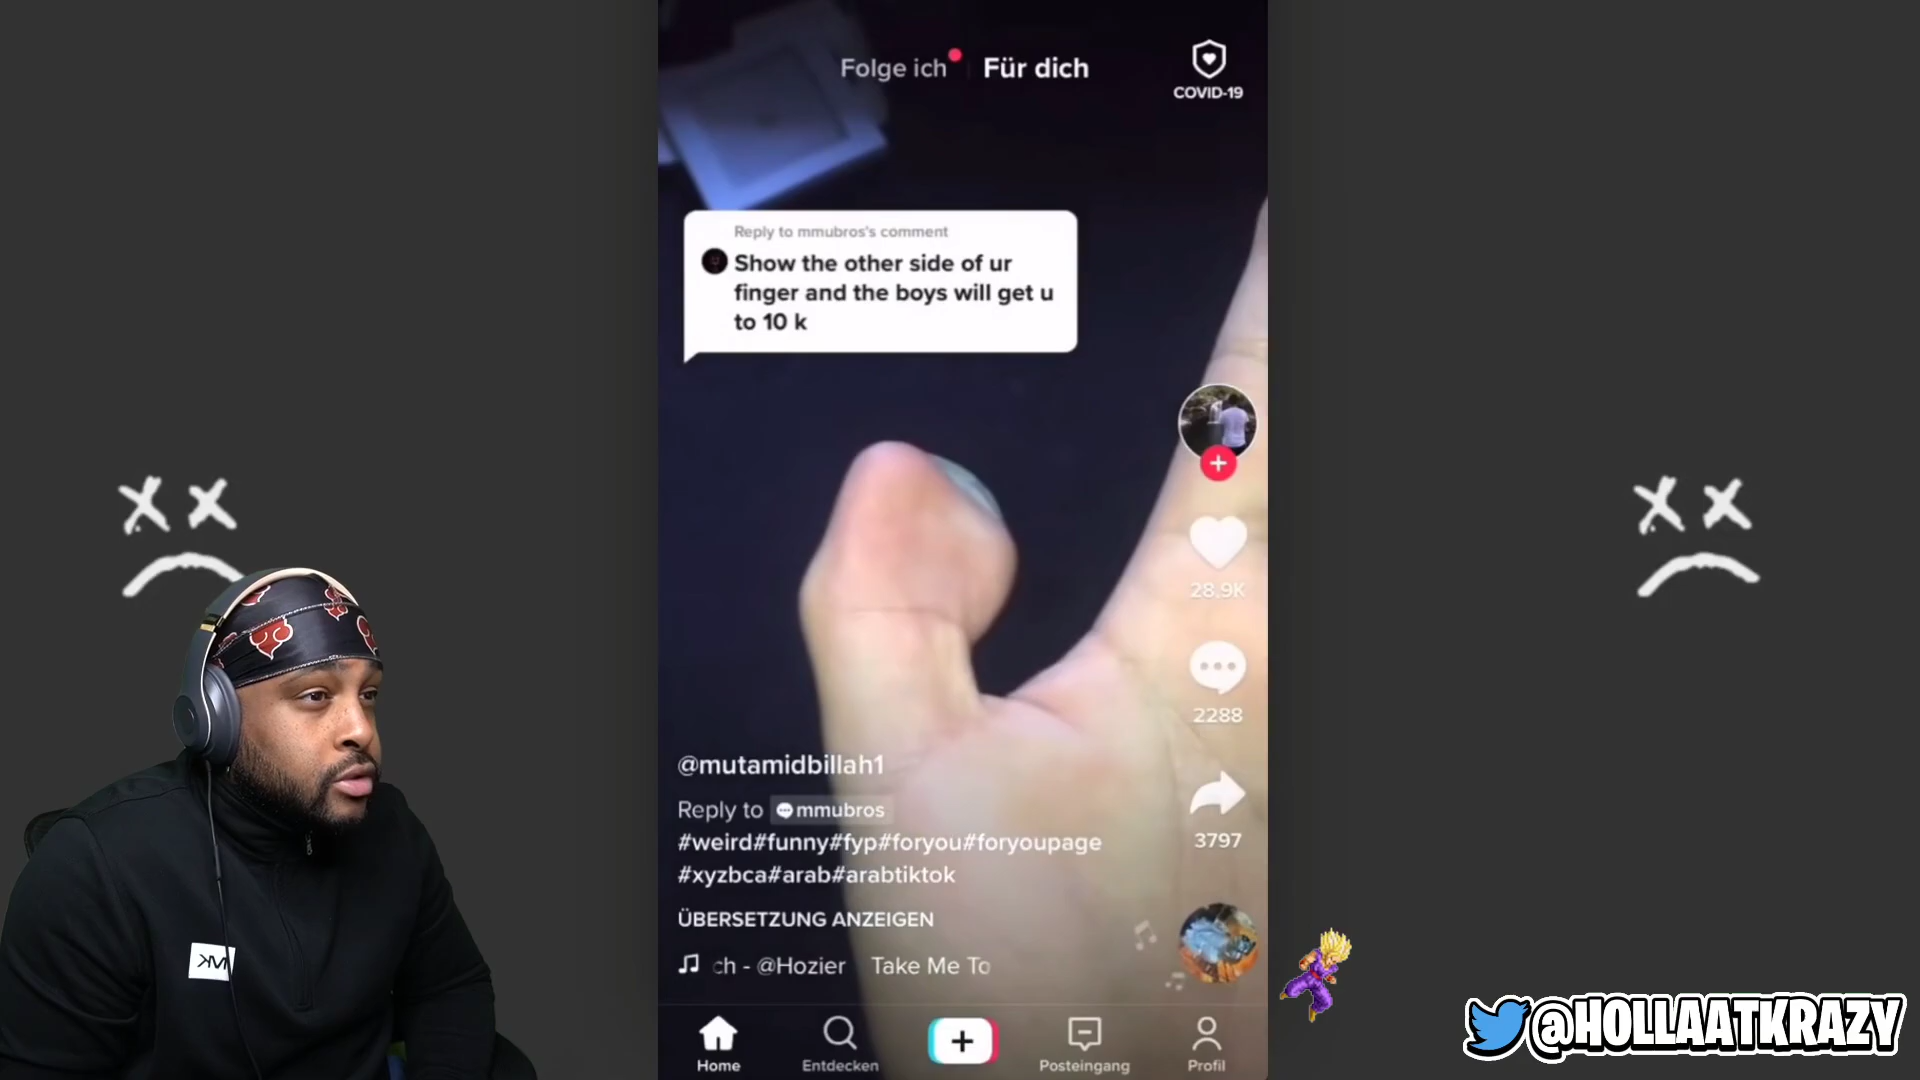 Folge ich
Für dich
COVID-19
Reply to mmubros's comment
Show the other side of ur
finger and the boys will get u
to 10 k
28.9K
2288
3797
@mutamidbillah1
Reply to mmubros
#weird#funny#fyp#foryou#foryoupage
#xyzbca#arab#arabtiktok
ÜBERSETZUNG ANZEIGEN
ch - @Hozier Take Me To
Home
Entdecken
Posteingang
Profil
@HOLLAATKRAZY